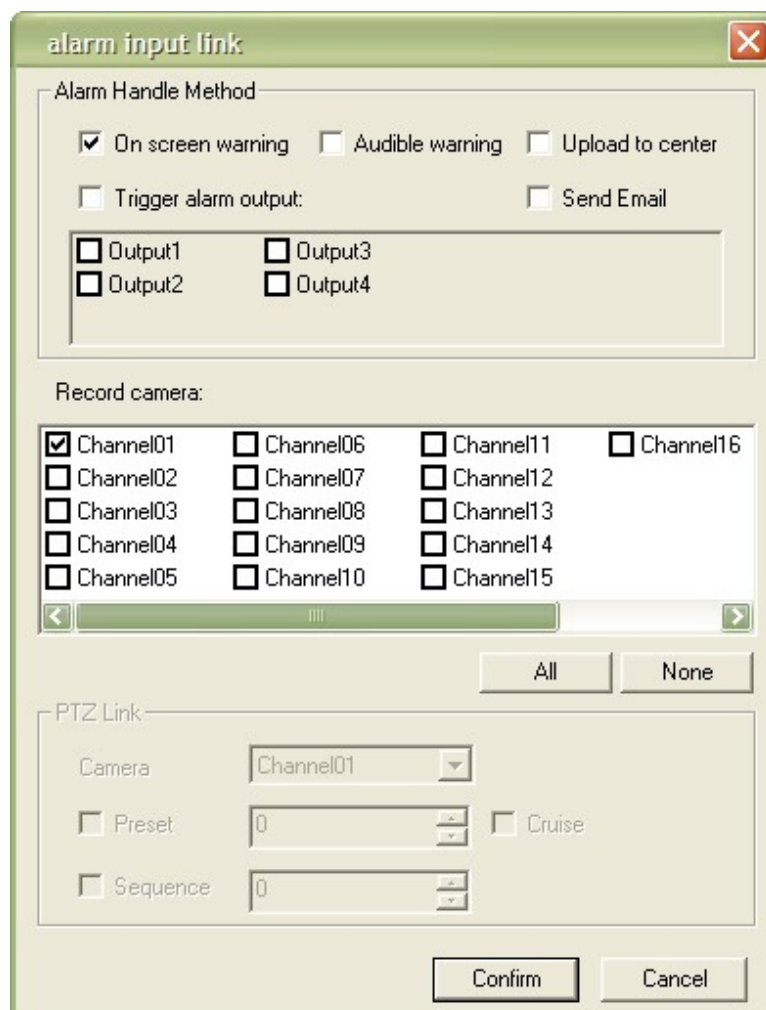 alarm input link
Alarm Handle Method
On screen warning Audible warning Upload to center
Trigger alarm output: Send Email
Output1 Output3
Output2 Output4
Record camera:
Channel01 Channel06 Channel11 Channel16
Channel02 Channel07 Channel12
Channel03 Channel08 Channel13
Channel04 Channel09 Channel14
Channel05 Channel10 Channel15
All None
PTZ Link
Camera Channel01
Preset 0 Cruise
Sequence 0
Confirm Cancel